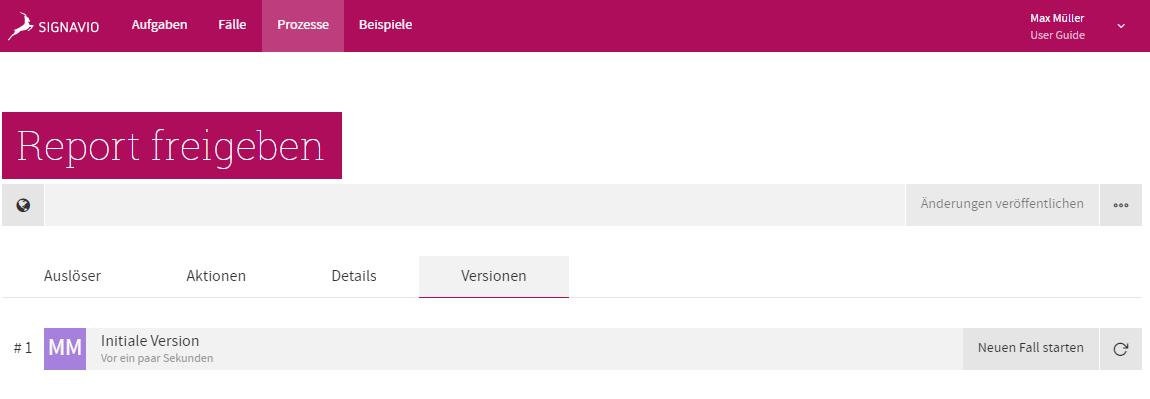 SIGNAVIO Aufgaben Fälle Prozesse Beispiele Max Müller
User Guide
Report freigeben
Änderungen veröffentlichen
Auslöser Aktionen Details Versionen
# 1 MM Initiale Version Neuen Fall starten
Vor ein paar Sekunden